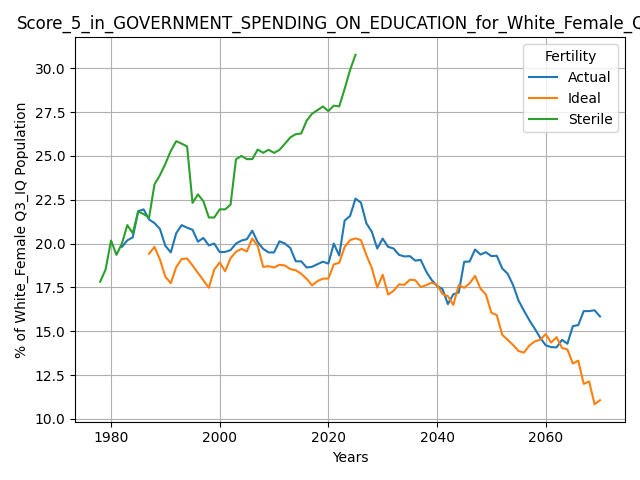 Score_5_in_GOVERNMENT_SPENDING_ON_EDUCATION_for_White_Female_Q
Fertility
Actual
Ideal
Sterile
% of White_Female Q3_IQ Population
30.0
27.5
25.0
22.5
20.0
17.5
15.0
12.5
10.0
1980
2000
2020
2040
2060
Years